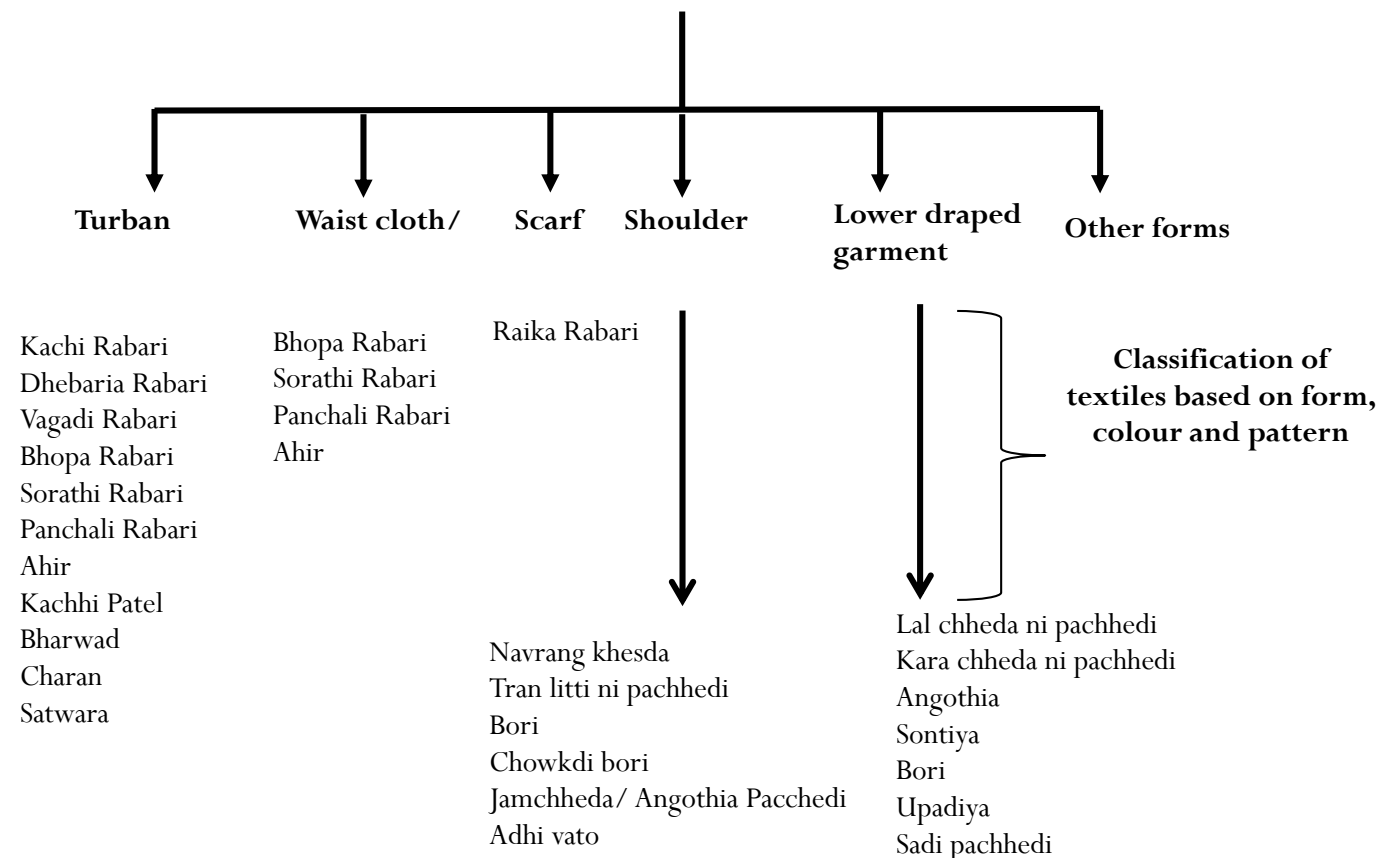 Turban
Waist cloth/
Scarf
Shoulder
Lower draped
garment
Other forms
Kachi Rabari
Dhebaria Rabari
Vagadi Rabari
Bhopa Rabari
Sorathi Rabari
Panchali Rabari
Ahir
Kachhi Patel
Bharwad
Charan
Satwara
Bhopa Rabari
Sorathi Rabari
Panchali Rabari
Ahir
Raika Rabari
Classification of
textiles based on form,
colour and pattern
Navrang khesda
Tran litti ni pachhedi
Bori
Chowkdi bori
Jamchheda/ Angothia Pacchedi
Adhi vato
Lal chheda ni pachhedi
Kara chheda ni pachhedi
Angothia
Sontiya
Bori
Upadiya
Sadi pachhedi